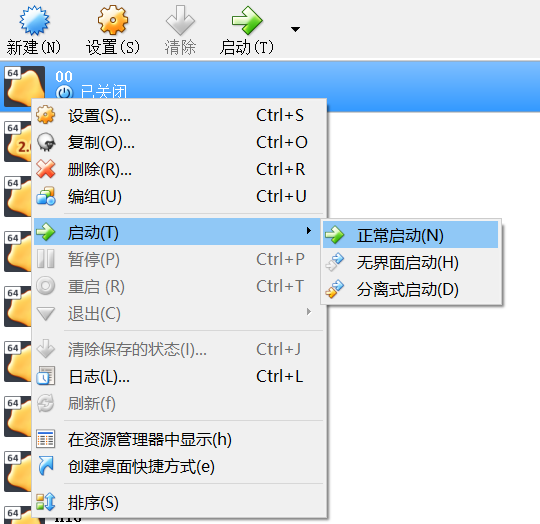 新建(N) 设置(S) 清除 启动(T)
64 00
已关闭
设置(S)... Ctrl+S
64 复制(O)... Ctrl+O
2.
删除(R)... Ctrl+R
64 编组(U) Ctrl+U
64 启动(T) 正常启动(N)
暂停(P) Ctrl+P 无界面启动(H)
64 重启 (R) Ctrl+T 分离式启动(D)
退出(C)
64 清除保存的状态(I)... Ctrl+J
日志(L)... Ctrl+L
64 刷新(f)
在资源管理器中显示(h)
64 创建桌面快捷方式(e)
64 排序(S)